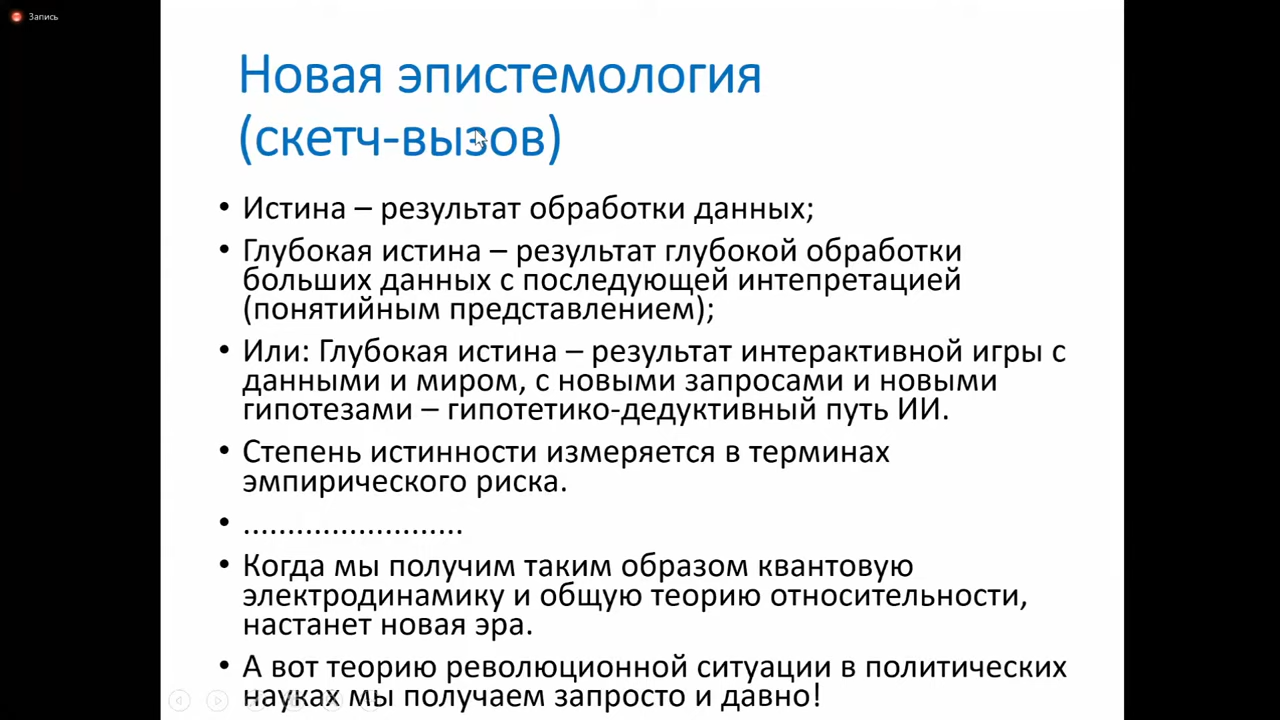 Запись
Новая эпистемология
(скетч-вызов)
• Истина – результат обработки данных;
• Глубокая истина – результат глубокой обработки
больших данных с последующей интепретацией
(понятийным представлением);
• Или: Глубокая истина – результат интерактивной игры с
данными и миром, с новыми запросами и новыми
гипотезами – гипотетико-дедуктивный путь ИИ.
• Степень истинности измеряется в терминах
эмпирического риска.
• .........................
• Когда мы получим таким образом квантовую
электродинамику и общую теорию относительности,
настанет новая эра.
• А вот теорию революционной ситуации в политических
науках мы получаем запросто и давно!